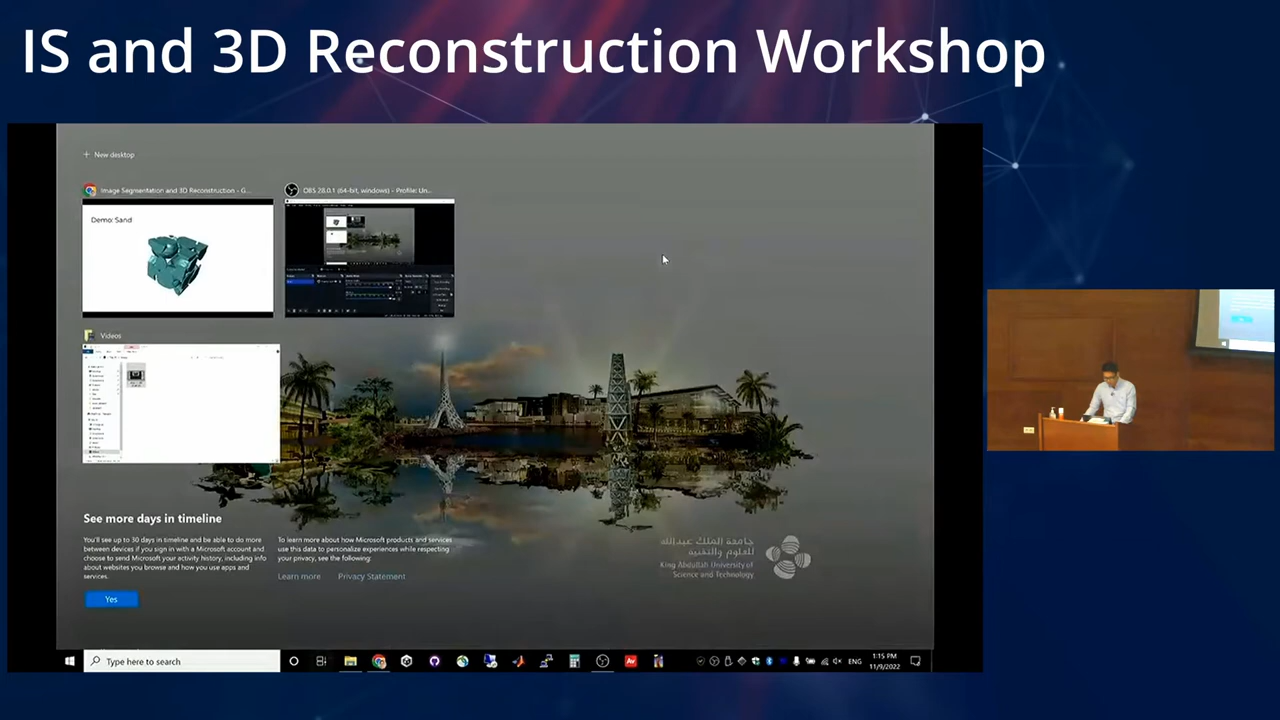 IS and 3D Reconstruction Workshop
New desktop
Image Segmentation and 3D Reconstruction - G...
OBS 28.0.1 (64-bit, windows) - Profile: Un...
Demo: Sand
Videos
See more days in timeline
You'll see up to 30 days in timeline and be able to do more
between devices if you sign in with a Microsoft account and
choose to send Microsoft your activity history, including info
about websites you browse and how you use apps and
services.
To learn more about how Microsoft products and services
use this data to personalize experiences while respecting
your privacy, see the following:
Learn more Privacy Statement
Yes
جامعة الملك عبدالله
للعلوم والتقنية
King Abdullah University of
Science and Technology
Type here to search
ENG
1:15 PM
11/9/2022